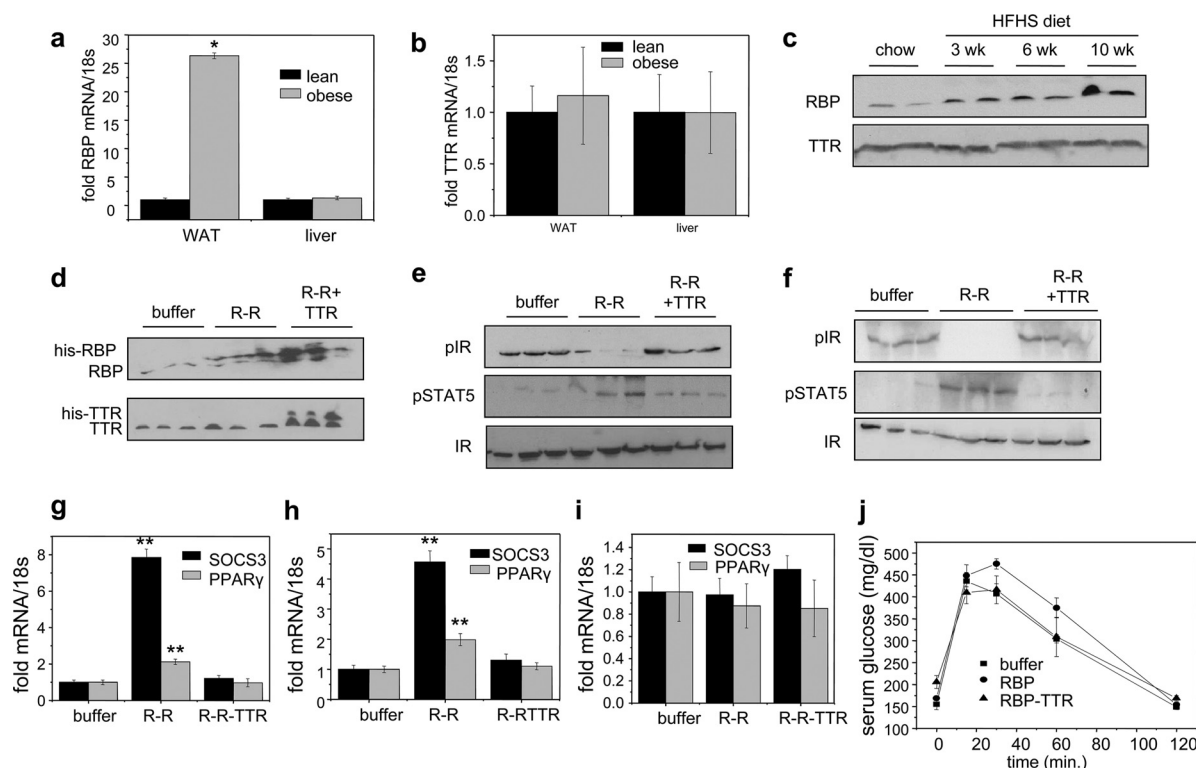 a
fold RBP mRNA/18s
30
25
20
15
10
5
0
*
lean
obese
WAT
liver
b
fold TTR mRNA/18s
2.0
1.5
1.0
0.5
0.0
lean
obese
WAT
liver
c
HFHS diet
chow
3 wk
6 wk
10 wk
RBP
TTR
d
buffer
R-R
R-R+
TTR
his-RBP
RBP
his-TTR
TTR
e
buffer
R-R
R-R
+TTR
pIR
pSTAT5
IR
f
buffer
R-R
R-R
+TTR
pIR
pSTAT5
IR
g
fold mRNA/18s
8
6
4
2
0
**
**
SOCS3
PPARγ
buffer
R-R
R-R-TTR
h
fold mRNA/18s
5
4
3
2
1
0
**
**
SOCS3
PPARγ
buffer
R-R
R-RTTR
i
fold mRNA/18s
1.4
1.2
1.0
0.8
0.6
0.4
0.2
0.0
SOCS3
PPARγ
buffer
R-R
R-R-TTR
j
serum glucose (mg/dl)
500
450
400
350
300
250
200
150
buffer
RBP
RBP-TTR
0
20
40
60
80
100
120
time (min.)